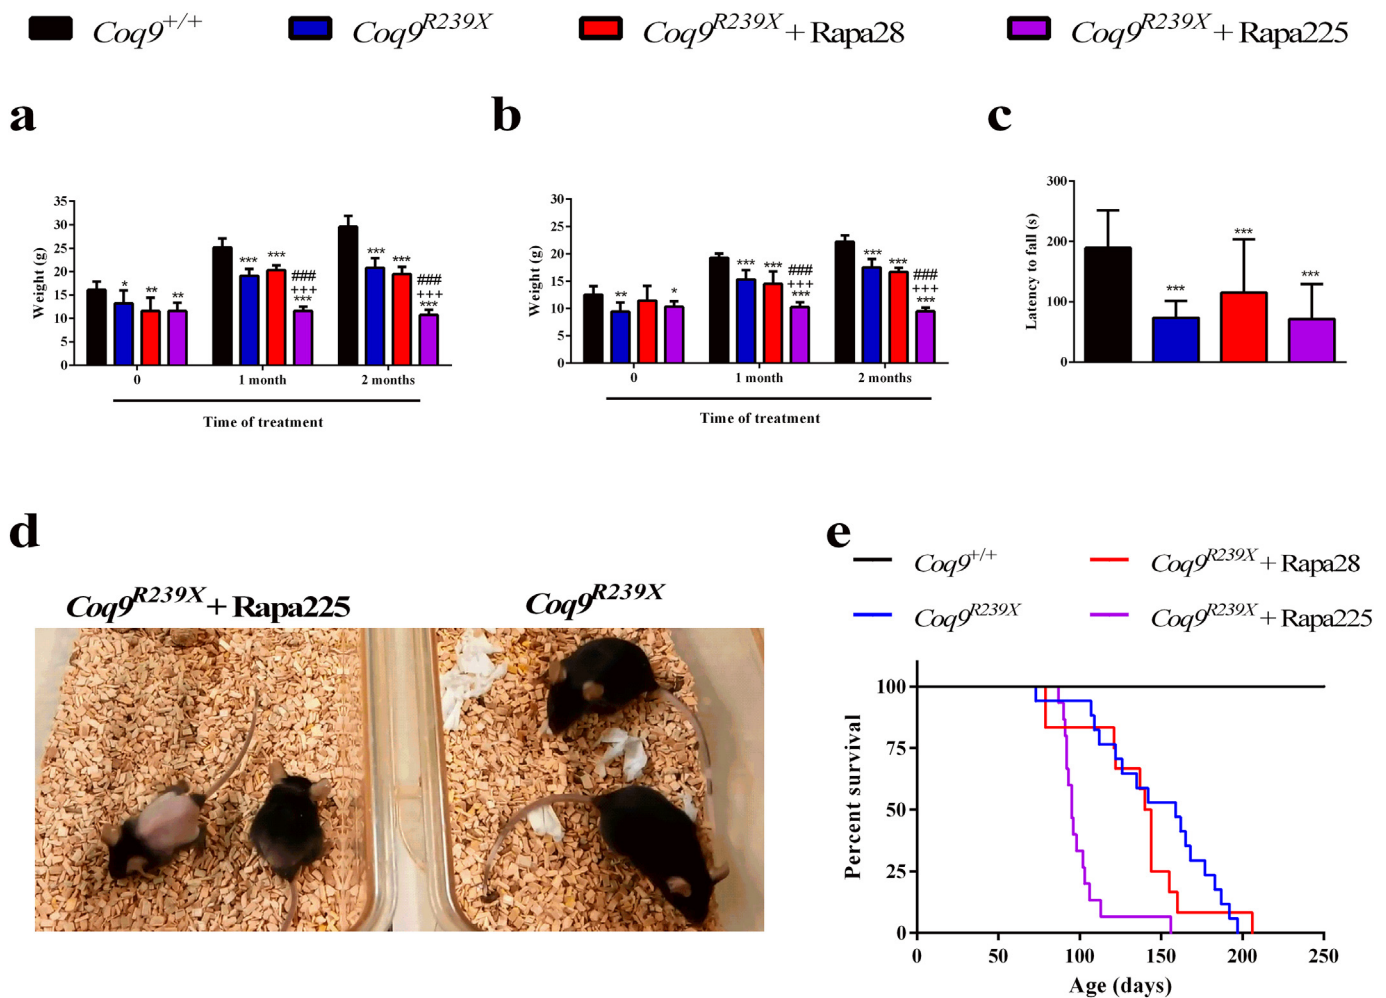 Coq9+/+ Coq9R239X Coq9R239X + Rapa28 Coq9R239X + Rapa225
a
Weight (g)
35
30
25
20
15
10
5
0
* ** **
*** *** ### +++ ***
*** *** ### +++ ***
0 1 month 2 months
Time of treatment
b
Weight (g)
30
25
20
15
10
5
0
** *
*** *** ### +++ ***
*** *** ### +++ ***
0 1 month 2 months
Time of treatment
c
Latency to fall (s)
300
200
100
0
*** *** ***
d
Coq9R239X + Rapa225 Coq9R239X
e
Coq9+/+ Coq9R239X + Rapa28
Coq9R239X Coq9R239X + Rapa225
Percent survival
100
75
50
25
0
0 50 100 150 200 250
Age (days)